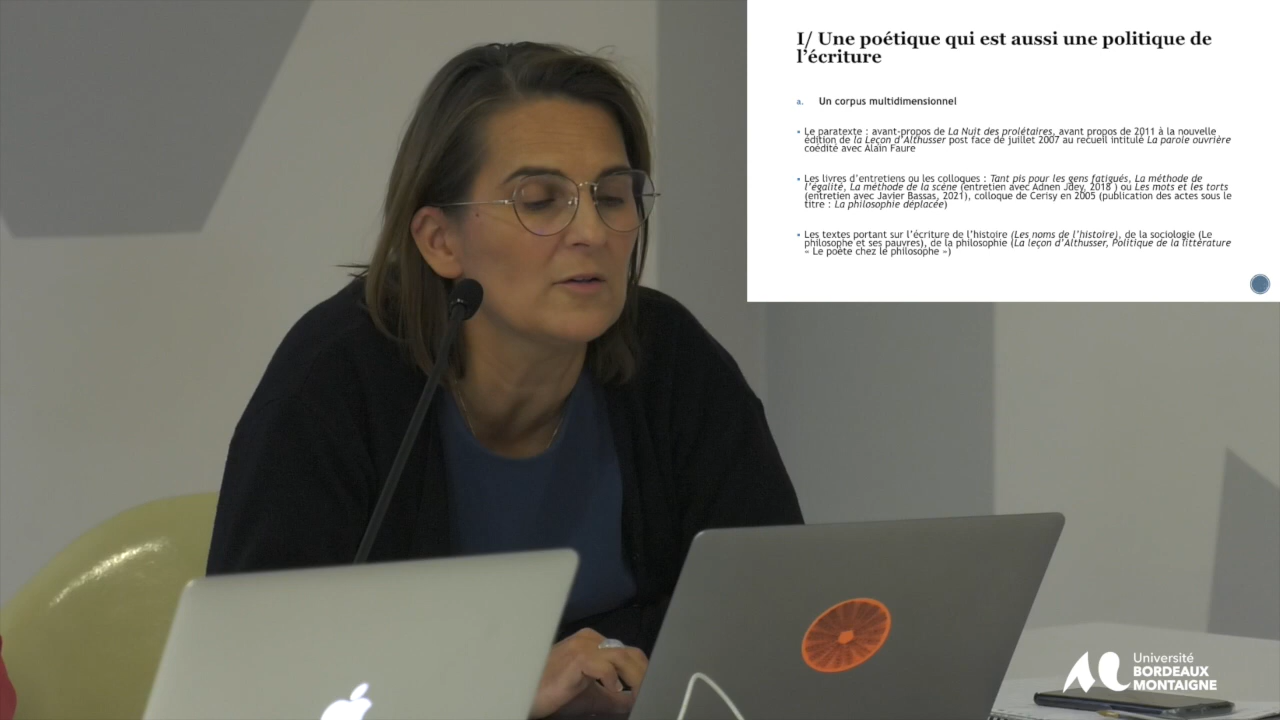 I/ Une poétique qui est aussi une politique de
l'écriture
a. Un corpus multidimensionnel
▪ Le paratexte : avant-propos de La Nuit des prolétaires, avant propos de 2011 à la nouvelle
édition de la Leçon d'Althusser post face de juillet 2007 au recueil intitulé La parole ouvrière
coédité avec Alain Faure
▪ Les livres d'entretiens ou les colloques : Tant pis pour les gens fatigués, La méthode de
l'égalité, La méthode de la scène (entretien avec Adnen Jdey, 2018 ) ou Les mots et les torts
(entretien avec Javier Bassas, 2021), colloque de Cerisy en 2005 (publication des actes sous le
titre : La philosophie déplacée)
▪ Les textes portant sur l'écriture de l'histoire (Les noms de l'histoire), de la sociologie (Le
philosophe et ses pauvres), de la philosophie (La leçon d'Althusser, Politique de la littérature
« Le poète chez le philosophe »)
Université
BORDEAUX
MONTAIGNE